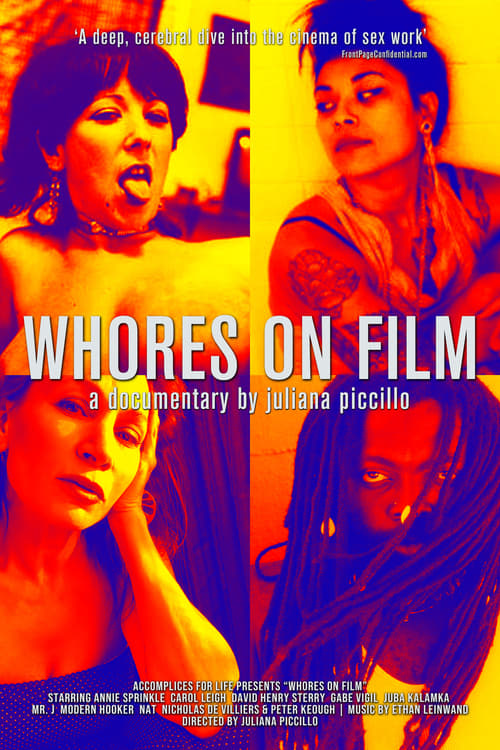 'A deep, cerebral dive into the cinema of sex work'
FrontPageConfidential.com
WHORES ON FILM
a documentary by juliana piccillo
ACCOMPLICES FOR LIFE PRESENTS "WHORES ON FILM"
STARRING ANNIE SPRINKLE CAROL LEIGH, DAVID HENRY STERRY GABE VIGIL, JUBA KALAMKA
MR. J MODERN HOOKER NAT NICHOLAS DE VILLIERS & PETER KEOUGH | MUSIC BY ETHAN LEINWAND
DIRECTED BY JULIANA PICCILLO